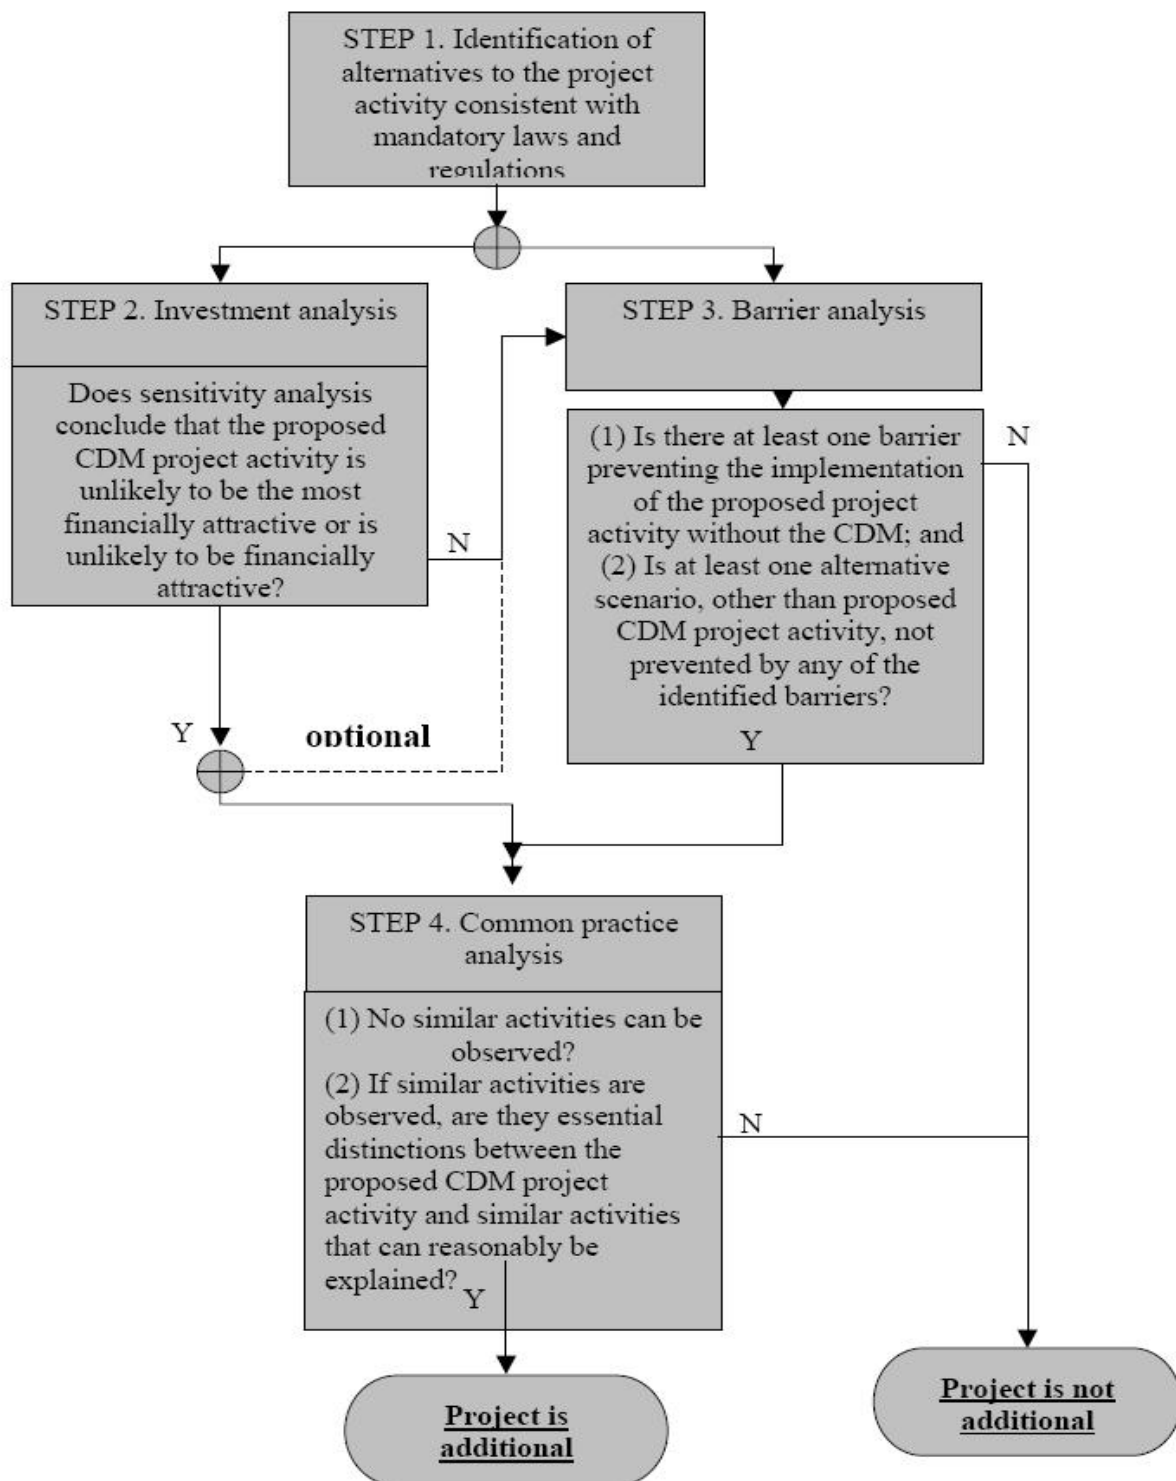 STEP 1. Identification of
alternatives to the project
activity consistent with
mandatory laws and
regulations
STEP 2. Investment analysis
Does sensitivity analysis
conclude that the proposed
CDM project activity is
unlikely to be the most
financially attractive or is
unlikely to be financially
attractive?
N
Y
optional
STEP 3. Barrier analysis
(1) Is there at least one barrier
preventing the implementation
of the proposed project
activity without the CDM; and
(2) Is at least one alternative
scenario, other than proposed
CDM project activity, not
prevented by any of the
identified barriers?
N
Y
STEP 4. Common practice
analysis
(1) No similar activities can be
observed?
(2) If similar activities are
observed, are they essential
distinctions between the
proposed CDM project
activity and similar activities
that can reasonably be
explained?
N
Y
Project is
additional
Project is not
additional